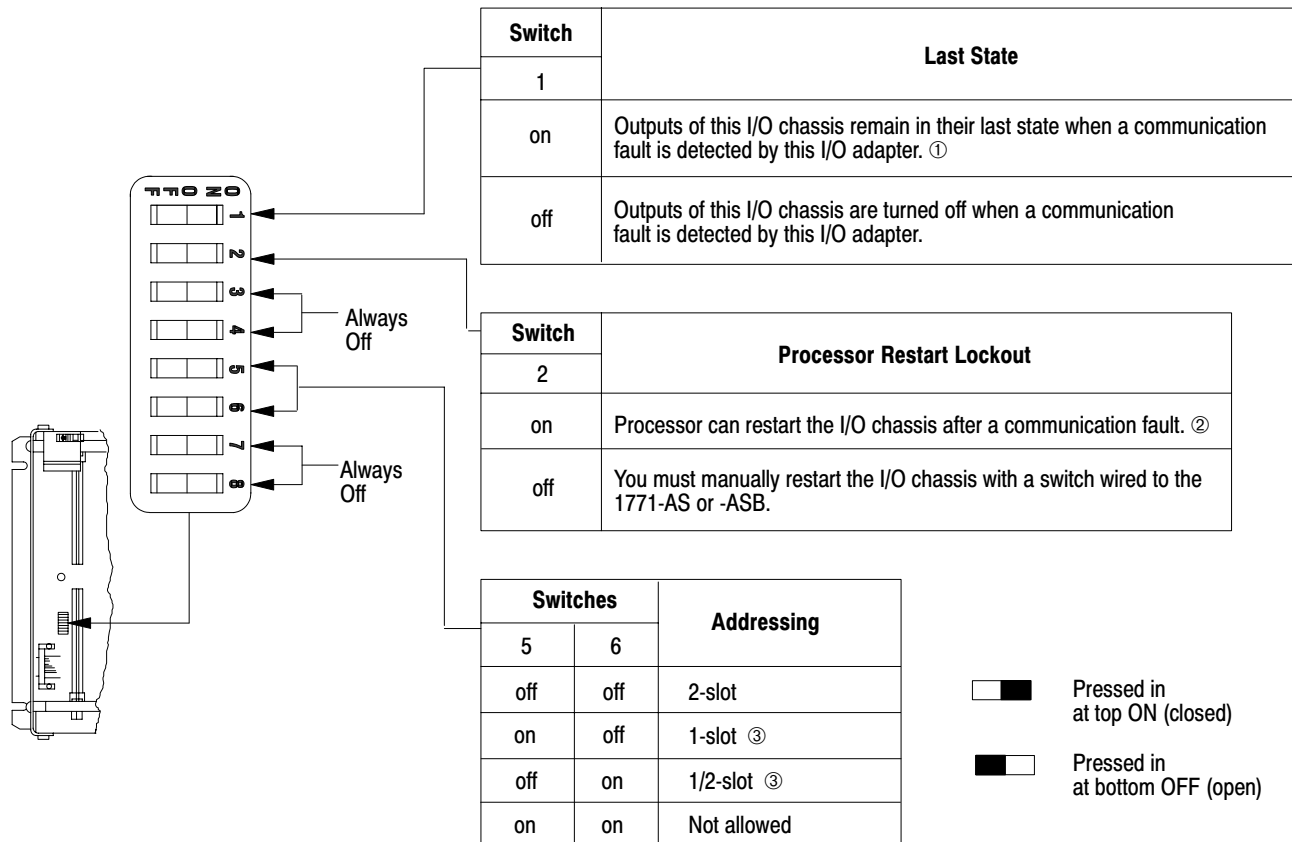 Switch
Last State
1
on
Outputs of this I/O chassis remain in their last state when a communication
fault is detected by this I/O adapter. ①
off
Outputs of this I/O chassis are turned off when a communication
fault is detected by this I/O adapter.
ON OFF
1
2
3
4
5
6
7
8
Always
Off
Always
Off
Switch
Processor Restart Lockout
2
on
Processor can restart the I/O chassis after a communication fault. ②
off
You must manually restart the I/O chassis with a switch wired to the
1771-AS or -ASB.
Switches
Addressing
5 6
off off 2-slot
on off 1-slot ③
off on 1/2-slot ③
on on Not allowed
Pressed in
at top ON (closed)
Pressed in
at bottom OFF (open)